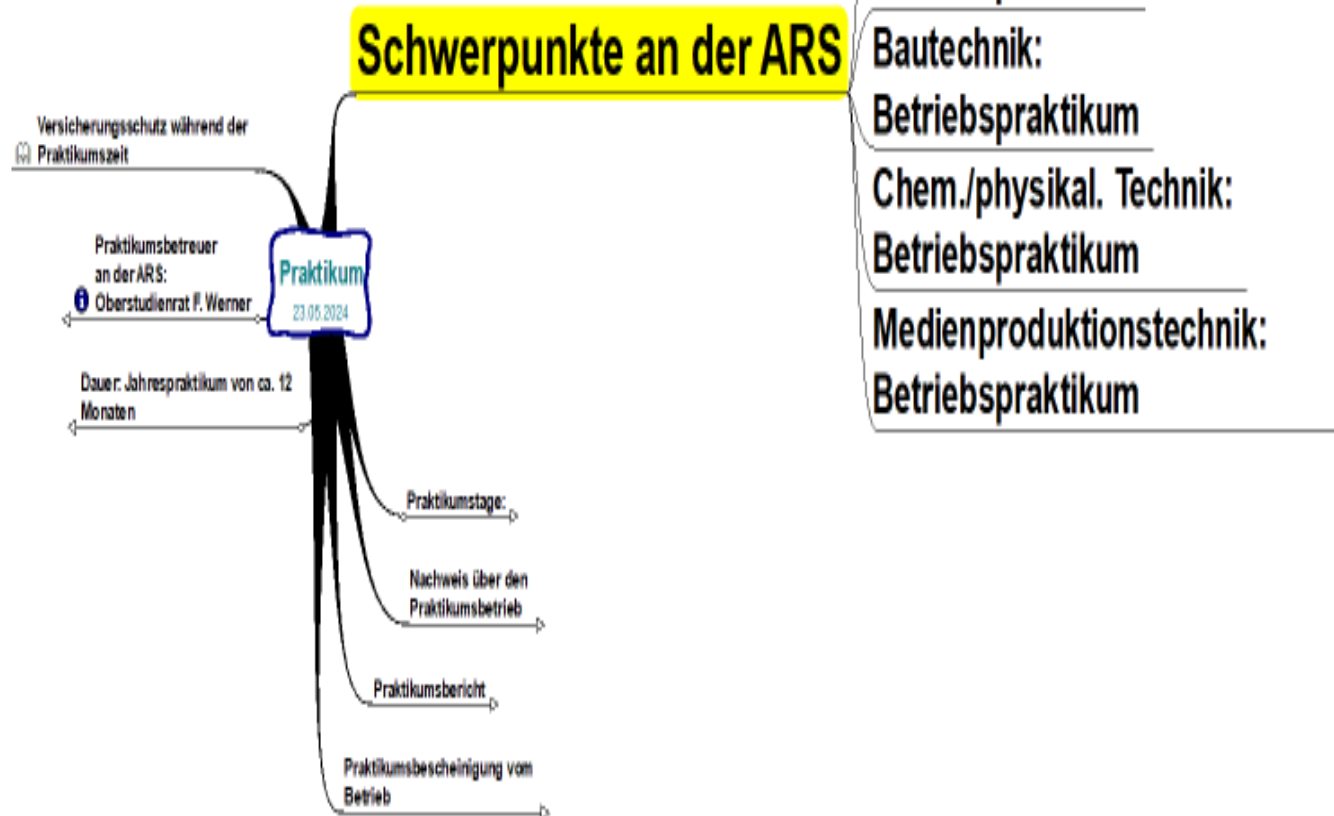 Schwerpunkte an der ARS
Bautechnik:
Betriebspraktikum
Chem./physikal. Technik:
Betriebspraktikum
Medienproduktionstechnik:
Betriebspraktikum
Versicherungsschutz während der
Praktikumszeit
Praktikumsbetreuer
an der ARS:
Oberstudienrat F. Werner
Dauer: Jahrespraktikum von ca. 12
Monaten
Praktikum
23.05.2024
Praktikumstage:
Nachweis über den
Praktikumsbetrieb
Praktikumsbericht
Praktikumsbescheinigung vom
Betrieb